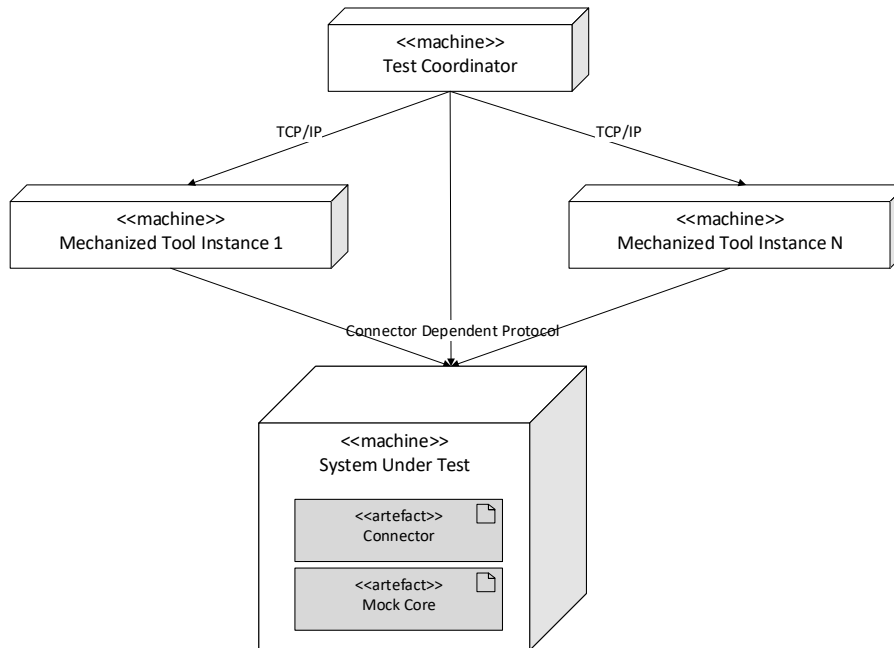 <<machine>>
Test Coordinator
TCP/IP
TCP/IP
<<machine>>
Mechanized Tool Instance 1
<<machine>>
Mechanized Tool Instance N
Connector Dependent Protocol
<<machine>>
System Under Test
<<artefact>>
Connector
<<artefact>>
Mock Core